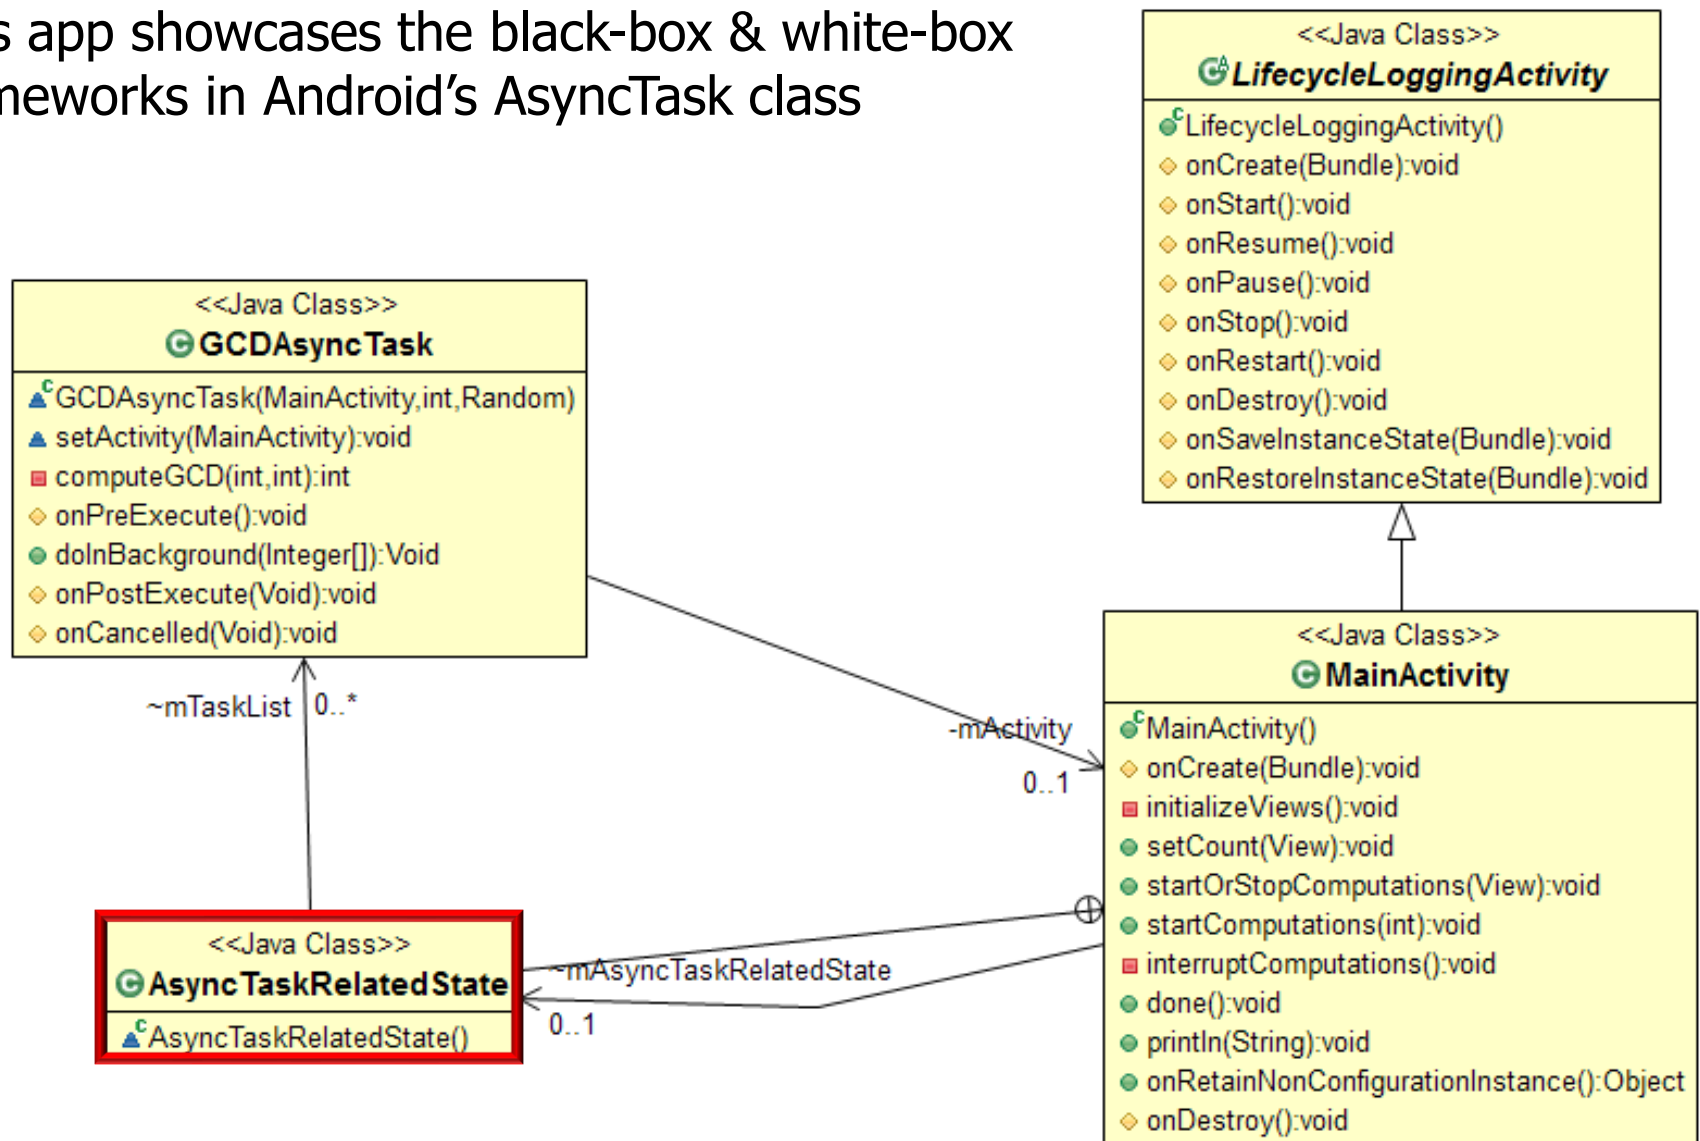 s app showcases the black-box & white-box
meworks in Android’s AsyncTask class
<<Java Class>>
LifecycleLoggingActivity
LifecycleLoggingActivity()
onCreate(Bundle):void
onStart():void
onResume():void
onPause():void
onStop():void
onRestart():void
onDestroy():void
onSaveInstanceState(Bundle):void
onRestoreInstanceState(Bundle):void
<<Java Class>>
GCDAsyncTask
GCDAsyncTask(MainActivity,int,Random)
setActivity(MainActivity):void
computeGCD(int,int):int
onPreExecute():void
doInBackground(Integer[]):Void
onPostExecute(Void):void
onCancelled(Void):void
~mTaskList 0..*
-mActivity
0..1
<<Java Class>>
MainActivity
MainActivity()
onCreate(Bundle):void
initializeViews():void
setCount(View):void
startOrStopComputations(View):void
startComputations(int):void
interruptComputations():void
done():void
println(String):void
onRetainNonConfigurationInstance():Object
onDestroy():void
<<Java Class>>
AsyncTaskRelatedState
AsyncTaskRelatedState()
~mAsyncTaskRelatedState
0..1